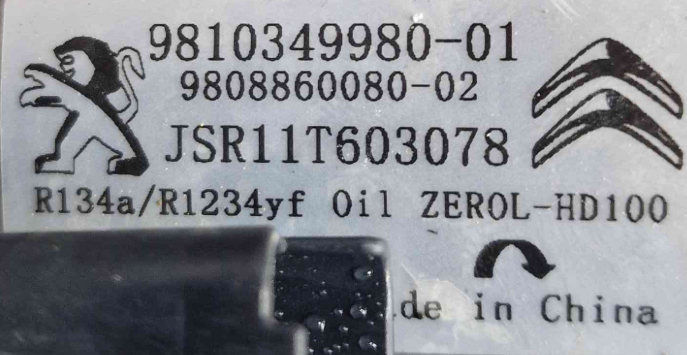 9810349980-01
9808860080-02
JSR11T603078
R134a/R1234yf Oil ZEROL-HD100
de in China